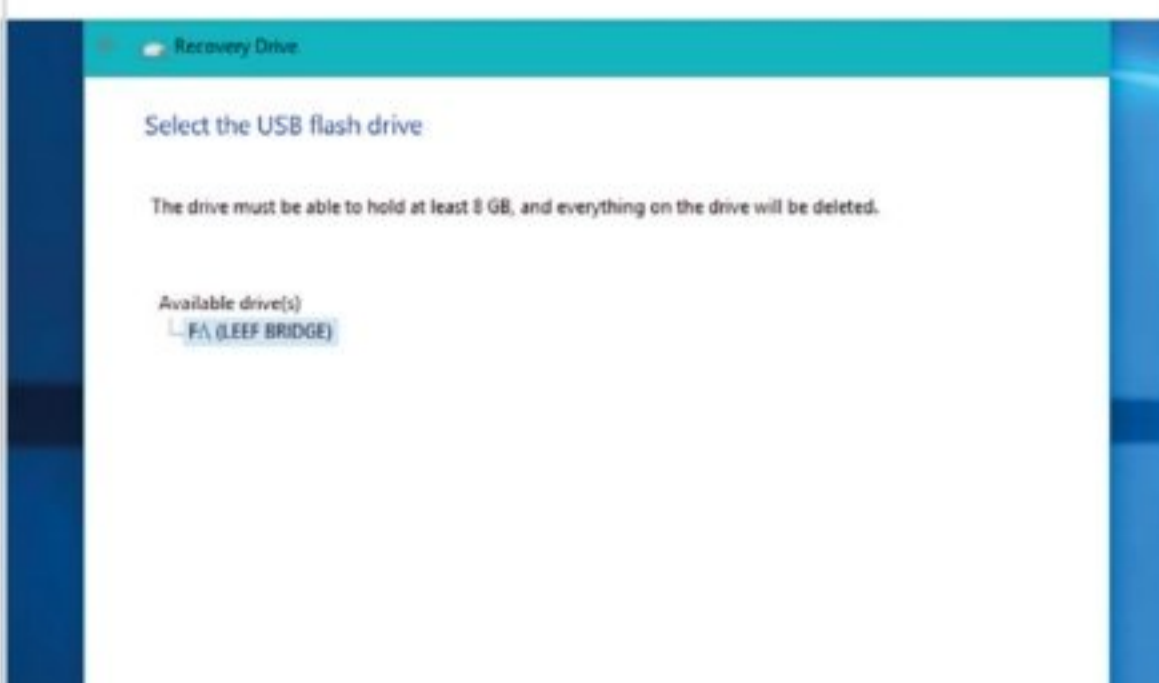 Recovery Drive
Select the USB flash drive
The drive must be able to hold at least 8 GB, and everything on the drive will be deleted.
Available drive(s)
F:\ (LEEF BRIDGE)